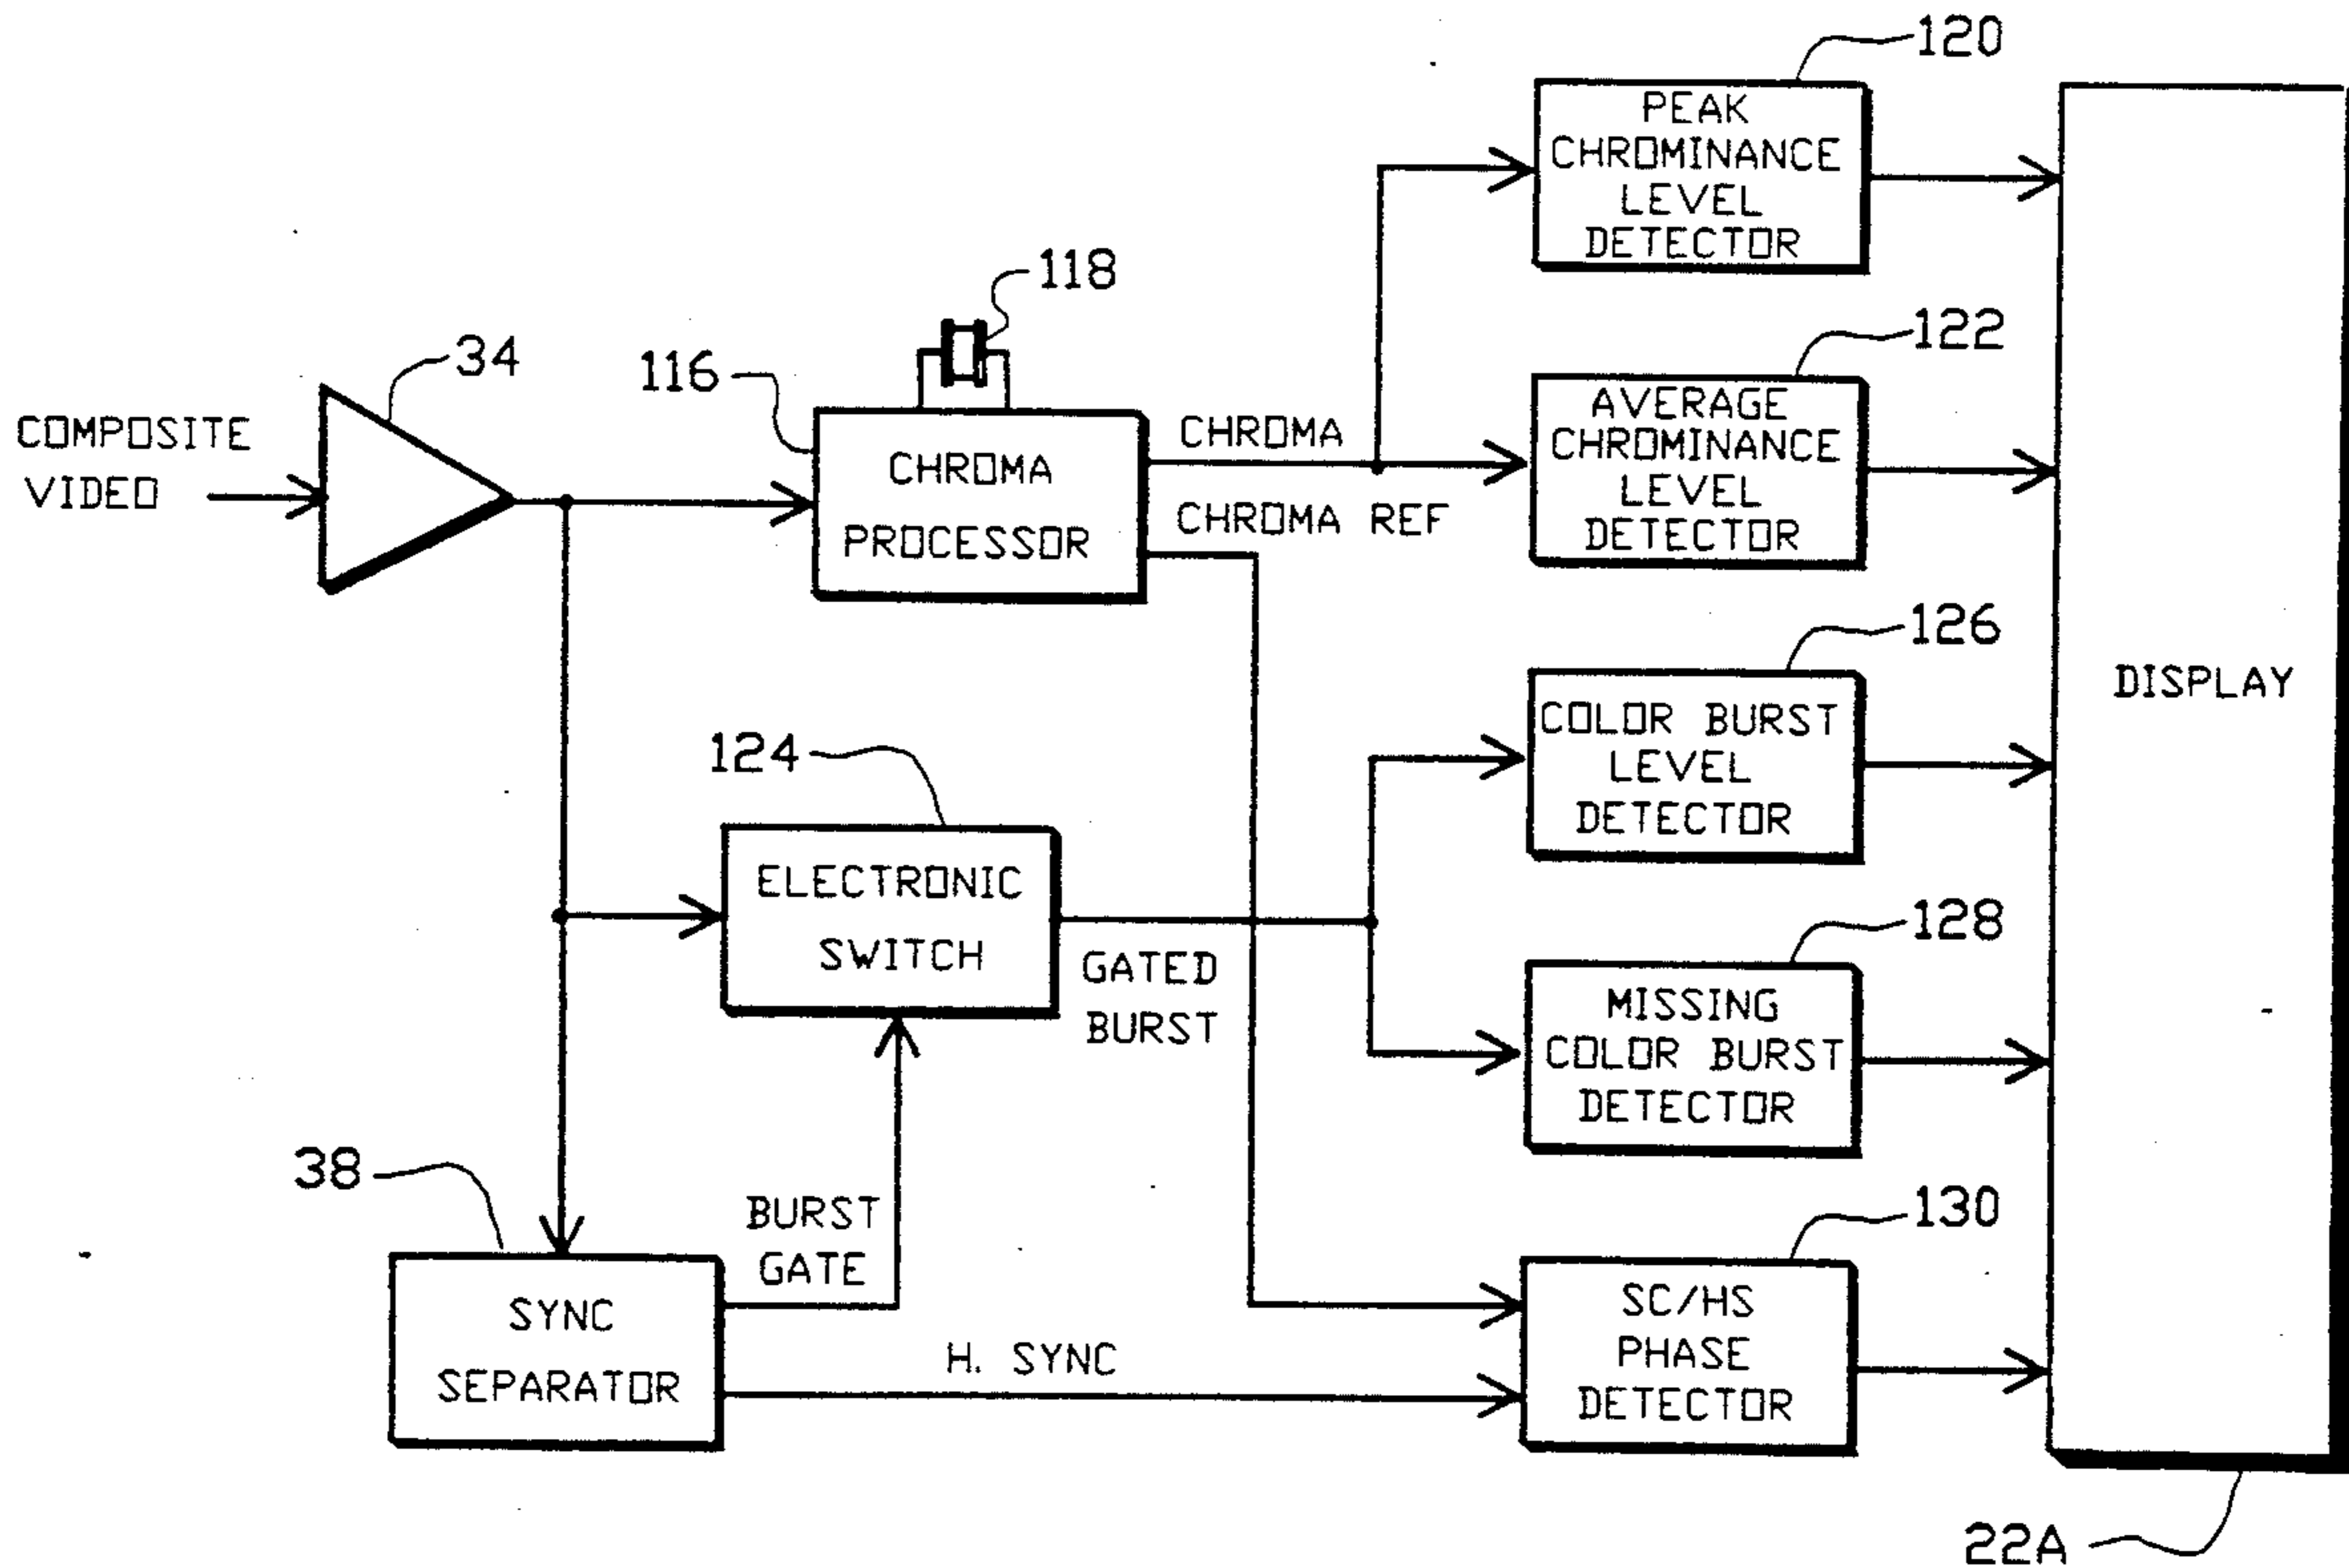 120
PEAK
CHROMINANCE
LEVEL
DETECTOR
118
122
34
116
AVERAGE
CHROMINANCE
LEVEL
DETECTOR
COMPOSITE
VIDEO
CHROMA
PROCESSOR
CHROMA
CHROMA REF
126
COLOR BURST
LEVEL
DETECTOR
DISPLAY
124
ELECTRONIC
SWITCH
GATED
BURST
128
MISSING
COLOR BURST
DETECTOR
38
BURST
GATE
130
SYNC
SEPARATOR
H. SYNC
SC/HS
PHASE
DETECTOR
22A